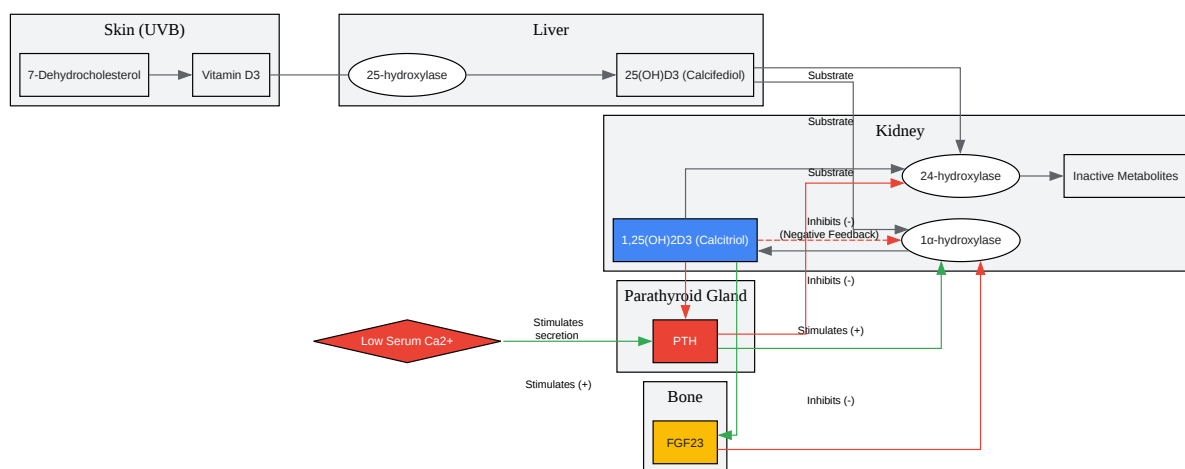 Skin (UVB)
7-Dehydrocholesterol
Vitamin D3
Liver
25-hydroxylase
25(OH)D3 (Calcifediol)
Substrate
Substrate
Kidney
Substrate
24-hydroxylase
Inactive Metabolites
1,25(OH)2D3 (Calcitriol)
Inhibits (-)
(Negative Feedback)
1α-hydroxylase
Inhibits (-)
Parathyroid Gland
Low Serum Ca2+
Stimulates
secretion
PTH
Stimulates (+)
Stimulates (+)
Bone
Inhibits (-)
FGF23